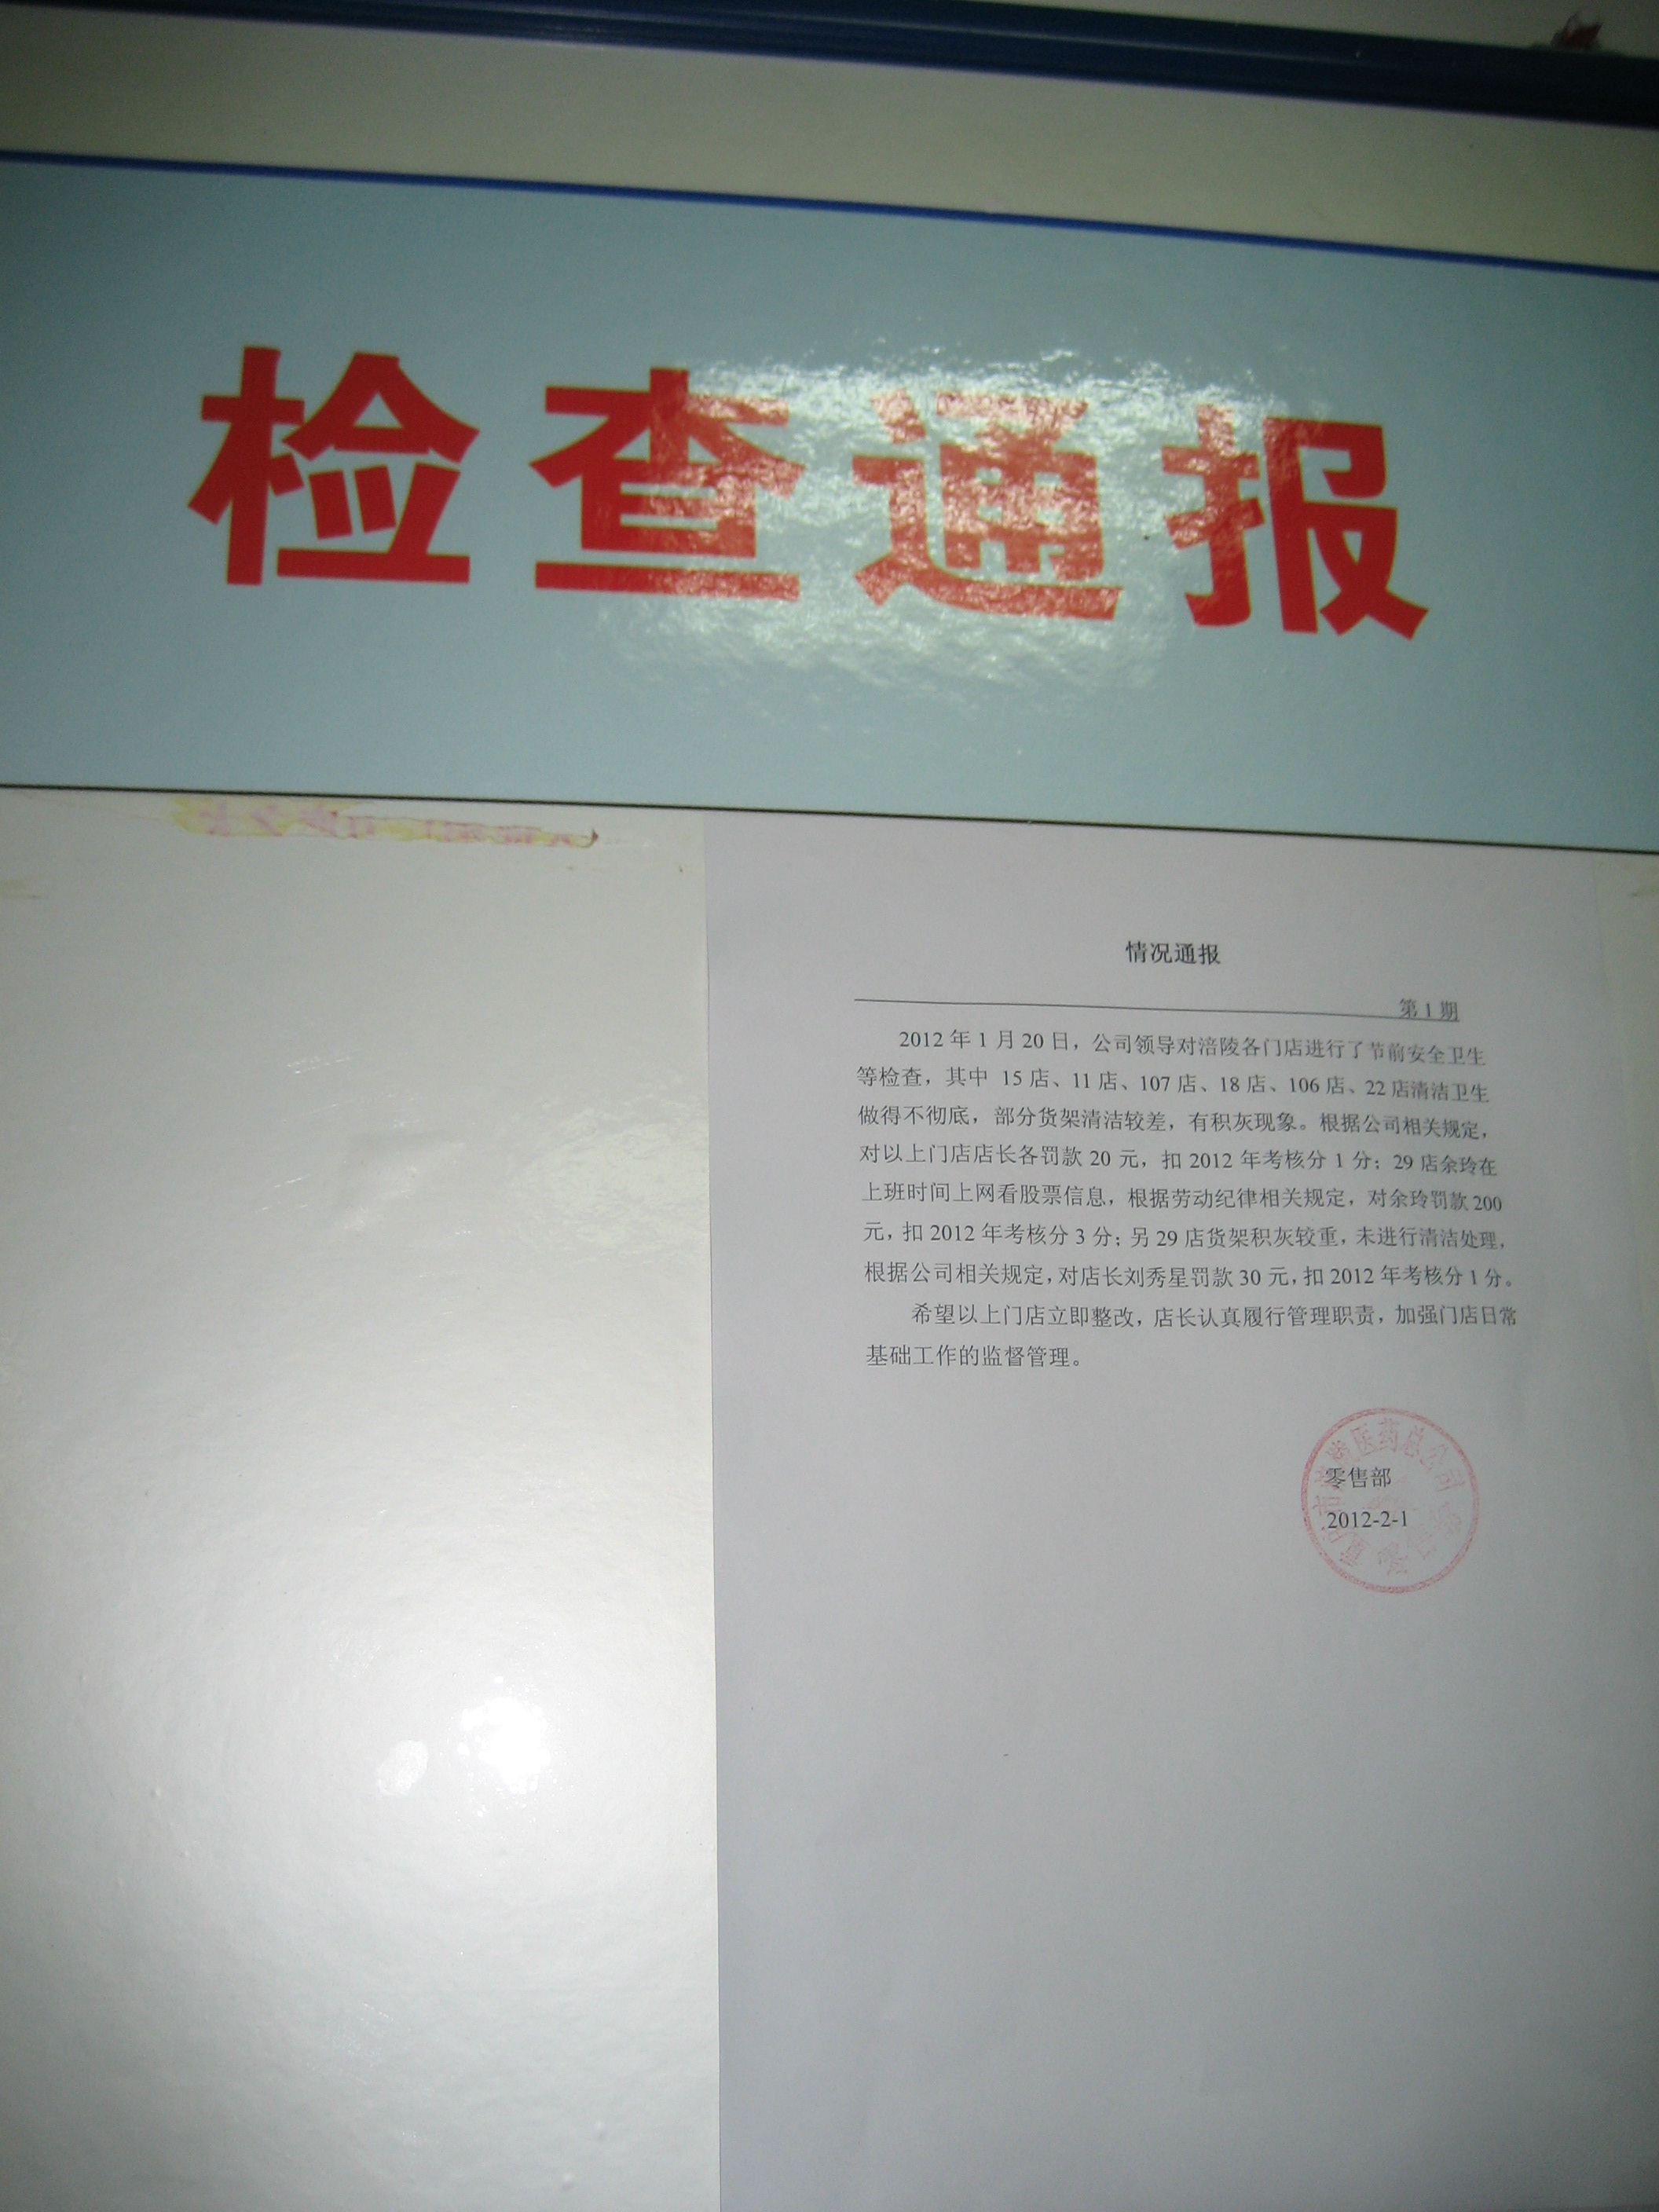 检查通报
情况通报
第1期
2012年1月20日，公司领导对涪陵各门店进行了节前安全卫生
等检查，其中 15店、11店、107店、18店、106店、22店清洁卫生
做得不彻底，部分货架清洁较差，有积灰现象。根据公司相关规定，
对以上门店店长各罚款20元，扣2012年考核分1分；29店余玲在
上班时间上网看股票信息，根据劳动纪律相关规定，对余玲罚款200
元，扣2012年考核分3分；另29店货架积灰较重，未进行清洁处理，
根据公司相关规定，对店长刘秀星罚款30元，扣2012年考核分1分。
希望以上门店立即整改，店长认真履行管理职责，加强门店日常
基础工作的监督管理。
医药总公司
零售部
2012-2-1